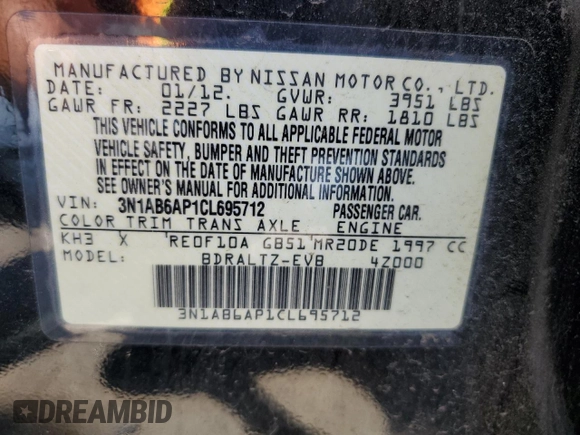 MANUFACTURED BY NISSAN MOTOR CO., LTD.
DATE: 01/12. GVWR: 3951 LBS
GAWR FR: 2227 LBS GAWR RR: 1810 LBS
THIS VEHICLE CONFORMS TO ALL APPLICABLE FEDERAL MOTOR
VEHICLE SAFETY, BUMPER AND THEFT PREVENTION STANDARDS
IN EFFECT ON THE DATE OF MANUFACTURE SHOWN ABOVE.
SEE OWNER'S MANUAL FOR ADDITIONAL INFORMATION.
VIN: 3N1AB6AP1CL695712 PASSENGER CAR.
COLOR TRIM TRANS AXLE ENGINE
KH3 X RE0F10A GB51 MR20DE 1997 CC
MODEL: BDRALTZ-EVB 4Z000
3N1AB6AP1CL695712
DREAMBID